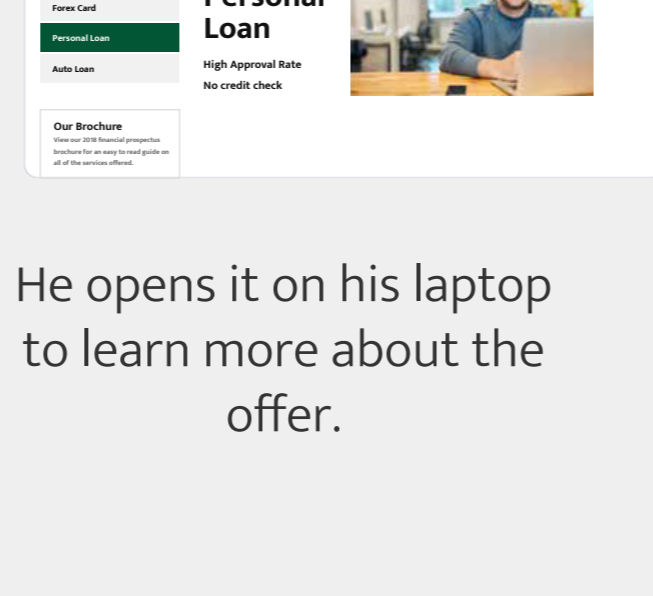 Forex Card
Personal Loan
Auto Loan
Personal
Loan
High Approval Rate
No credit check
Our Brochure
View our 2018 financial prospectus
brochure for an easy to read guide on
all of the services offered.
He opens it on his laptop
to learn more about the
offer.